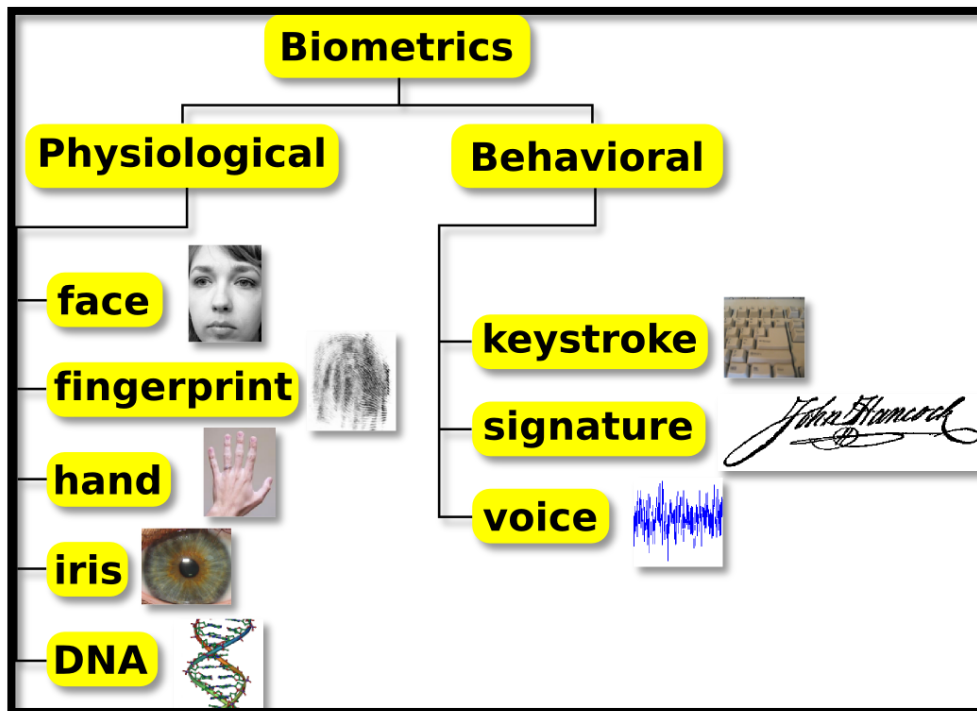 Biometrics
Physiological
Behavioral
face
fingerprint
hand
iris
DNA
keystroke
signature
John Hancock
voice